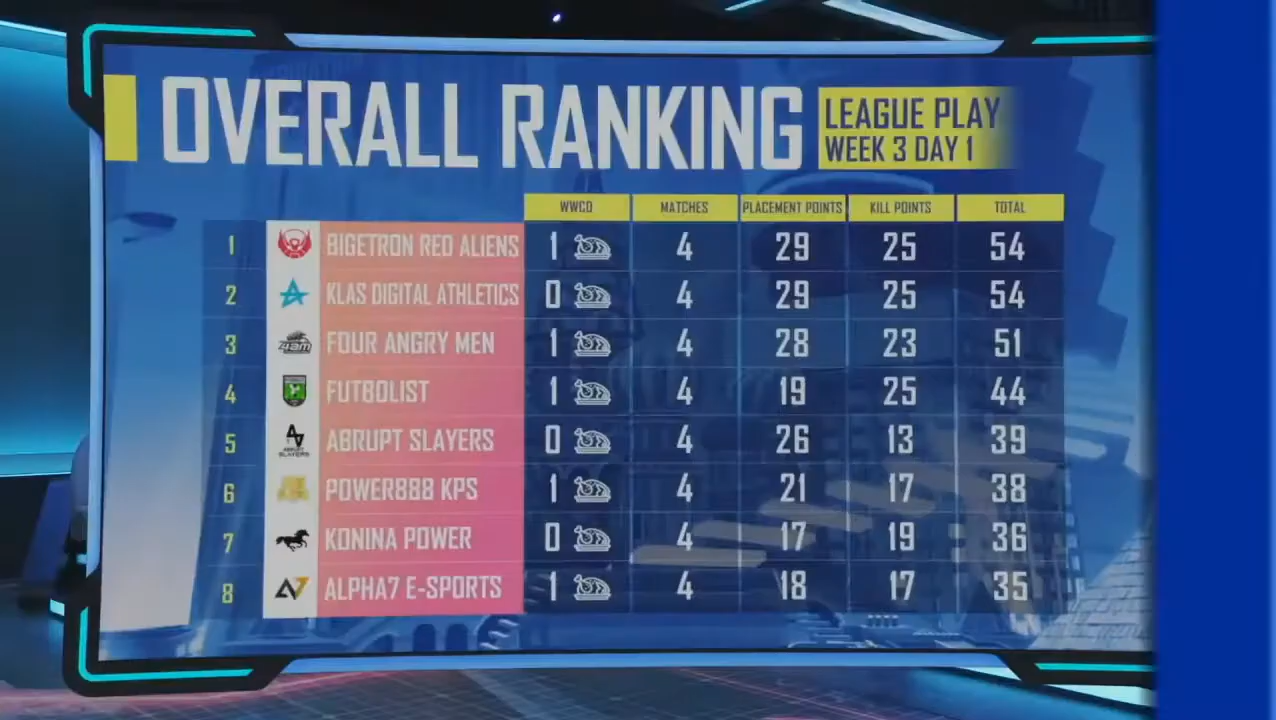 OVERALL RANKING
LEAGUE PLAY
WEEK 3 DAY 1
WWCD MATCHES PLACEMENT POINTS KILL POINTS TOTAL
1 BIGETRON RED ALIENS 1 4 29 25 54
2 KLAS DIGITAL ATHLETICS 0 4 29 25 54
3 4AM FOUR ANGRY MEN 1 4 28 23 51
4 FUTBOLIST 1 4 19 25 44
5 ABRUPT SLAYERS ABRUPT SLAYERS 0 4 26 13 39
6 POWER888 KPS 1 4 21 17 38
7 KONINA POWER 0 4 17 19 36
8 A7 ALPHA7 E-SPORTS 1 4 18 17 35